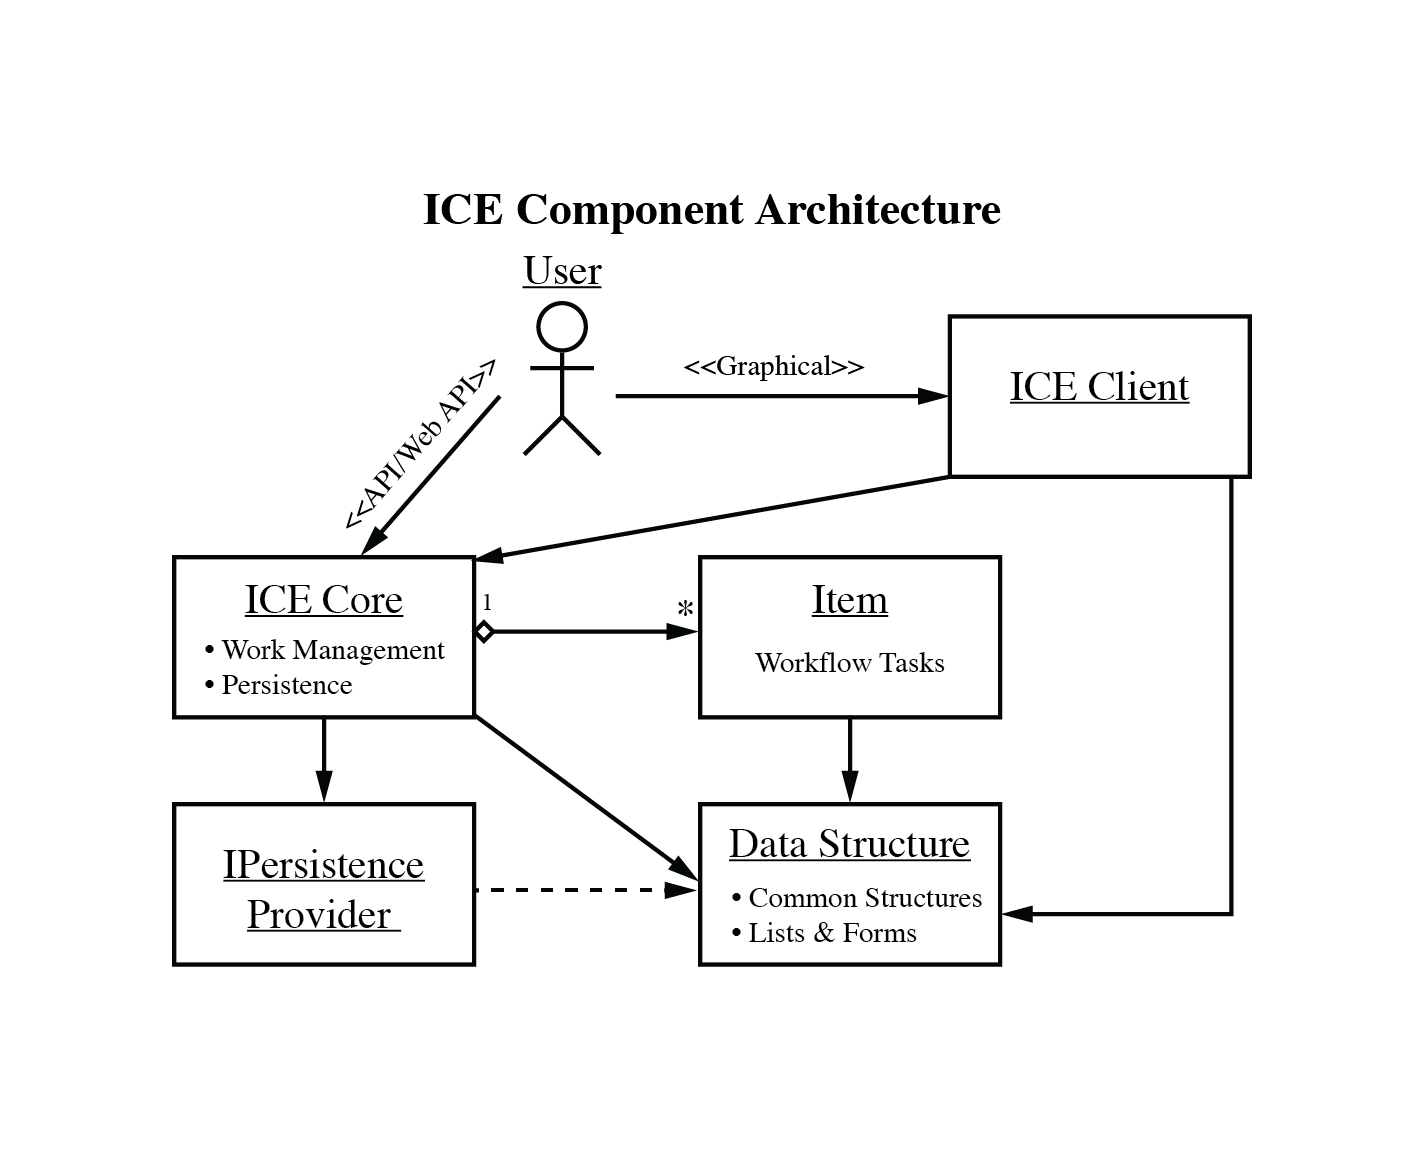 ICE Component Architecture
User
<<Graphical>>
ICE Client
<<API/Web API>>
ICE Core
• Work Management
• Persistence
1
*
Item
Workflow Tasks
IPersistence
Provider
Data Structure
• Common Structures
• Lists & Forms